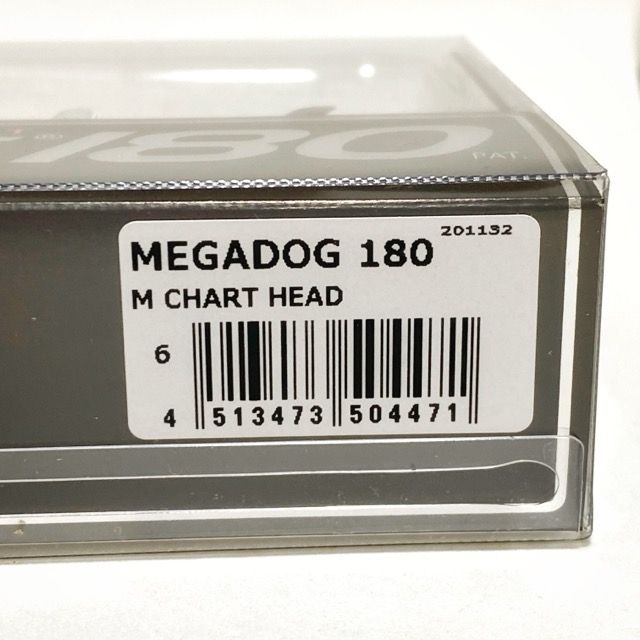 180
PAT.
201132
MEGADOG 180
M CHART HEAD
6
4 513473 504471